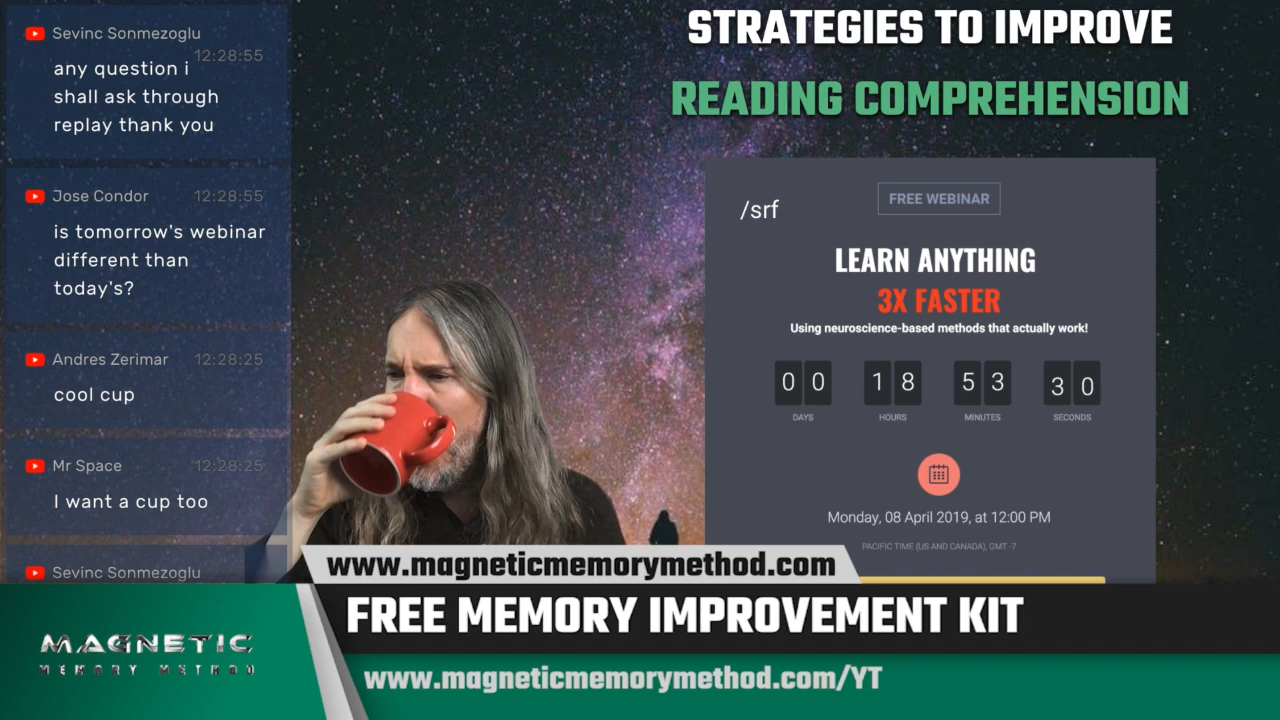 Sevinc Sonmezoglu
12:28:55
any question i
shall ask through
replay thank you
Jose Condor 12:28:55
is tomorrow's webinar
different than
today's?
Andres Zerimar 12:28:25
cool cup
Mr Space 12:28:25
I want a cup too
Sevinc Sonmezoglu
STRATEGIES TO IMPROVE
READING COMPREHENSION
/srf
FREE WEBINAR
LEARN ANYTHING
3X FASTER
Using neuroscience-based methods that actually work!
00 18 53 30
DAYS HOURS MINUTES SECONDS
Monday, 08 April 2019, at 12:00 PM
PACIFIC TIME (US AND CANADA), GMT -7
www.magneticmemorymethod.com
FREE MEMORY IMPROVEMENT KIT
www.magneticmemorymethod.com/YT
MAGNETIC
MEMORY METHOD